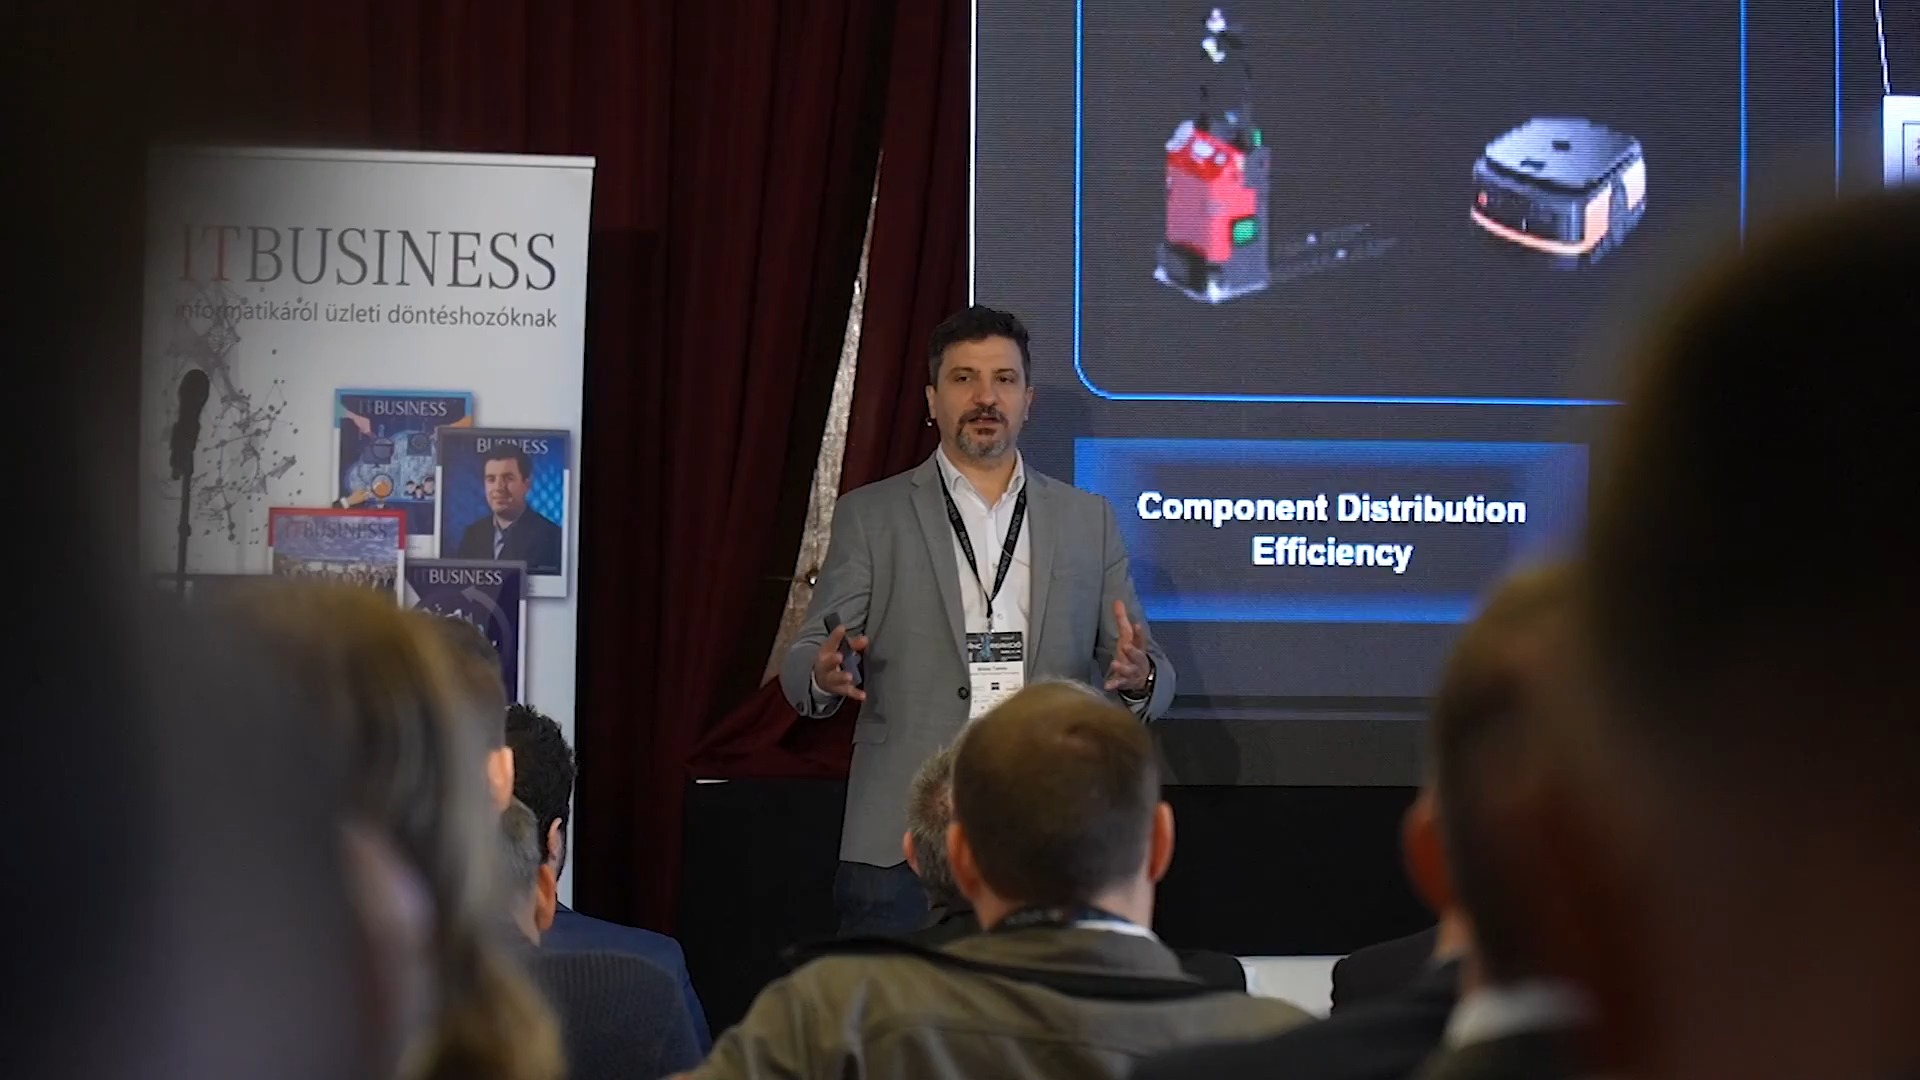 ITBUSINESS
informatikáról üzleti döntéshozóknak
ITBUSINESS
BUSINESS
ITBUSINESS
ITBUSINESS
Component Distribution
Efficiency